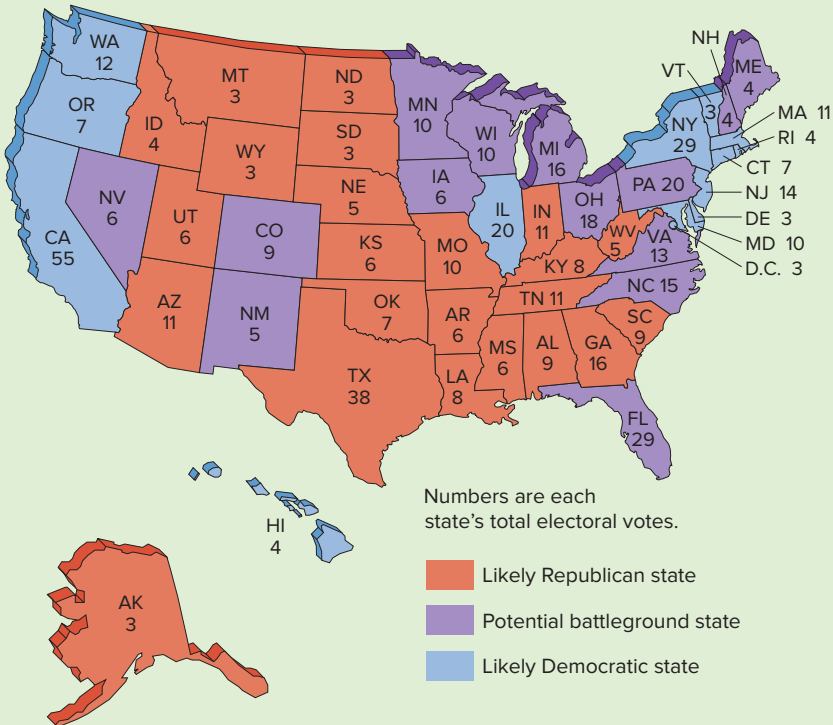 WA
12
OR
7
CA
55
NV
6
ID
4
MT
3
WY
3
UT
6
AZ
11
CO
9
NM
5
ND
3
SD
3
NE
5
KS
6
OK
7
TX
38
MN
10
IA
6
MO
10
AR
6
LA
8
WI
10
IL
20
MI
16
IN
11
OH
18
KY 8
TN 11
MS
6
AL
9
GA
16
FL
29
SC
9
NC 15
VA
13
WV
5
PA 20
NY
29
VT
3
NH
4
ME
4
MA 11
RI 4
CT 7
NJ 14
DE 3
MD 10
D.C. 3
HI
4
AK
3
Numbers are each
state's total electoral votes.
Likely Republican state
Potential battleground state
Likely Democratic state